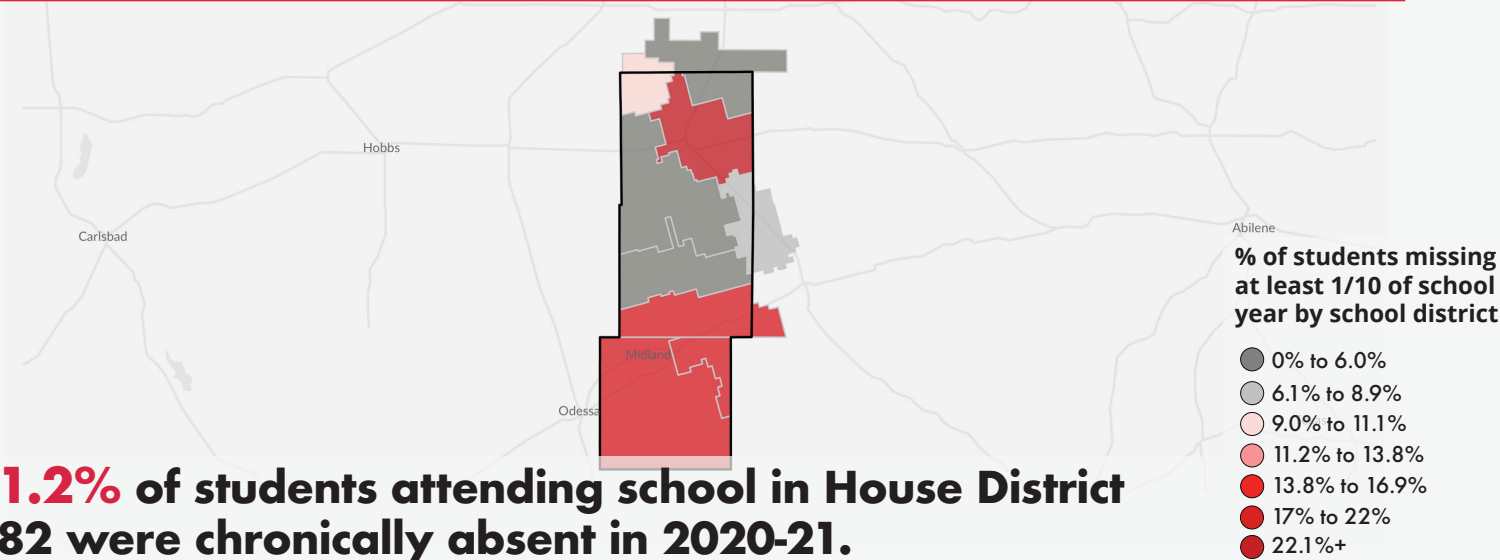 Hobbs
Carlsbad
Abilene
Midland
Odessa
% of students missing
at least 1/10 of school
year by school district
0% to 6.0%
6.1% to 8.9%
9.0% to 11.1%
11.2% to 13.8%
13.8% to 16.9%
17% to 22%
22.1%+
1.2% of students attending school in House District
82 were chronically absent in 2020-21.